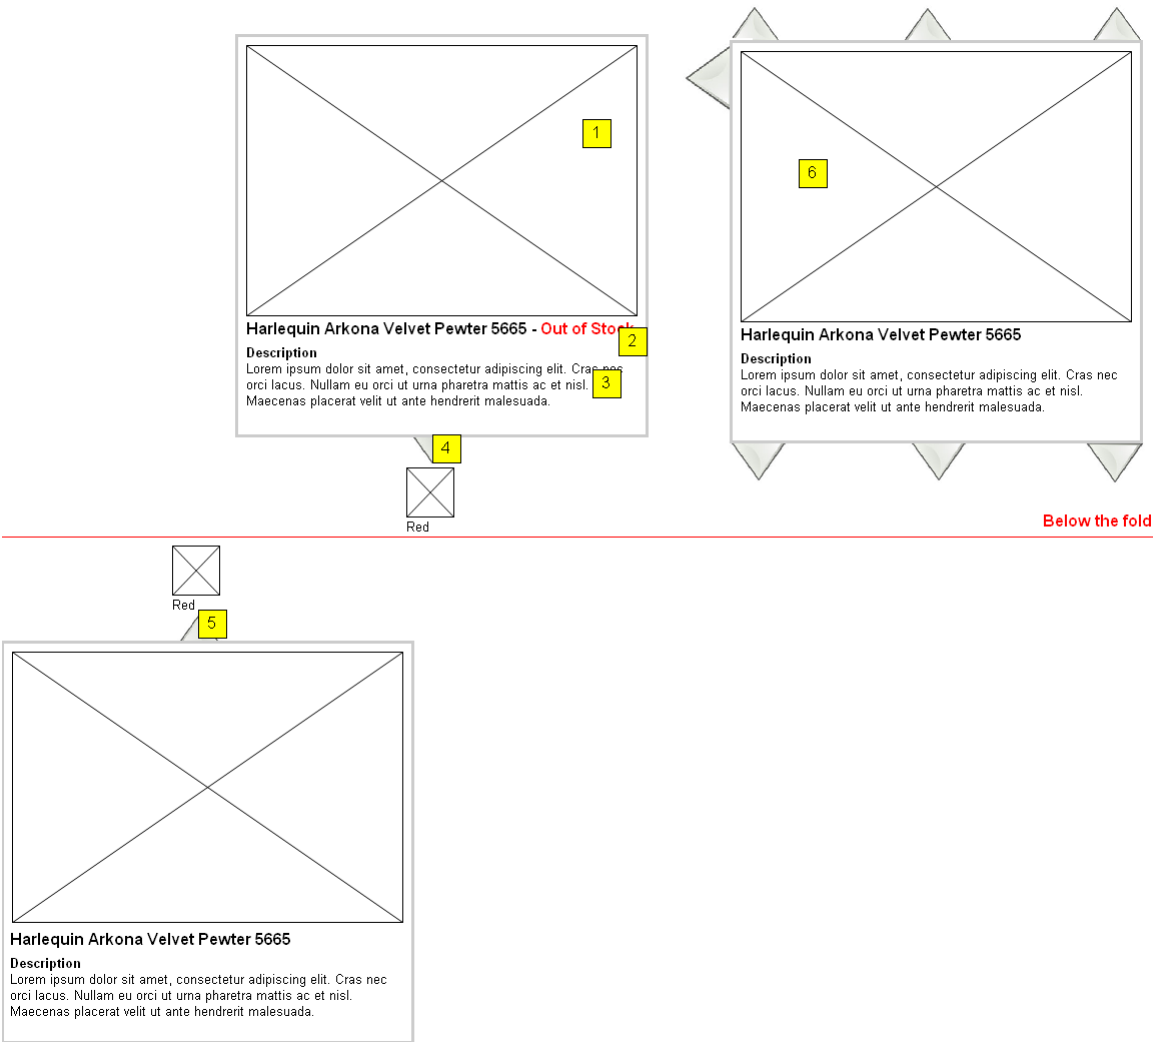 1
Harlequin Arkona Velvet Pewter 5665 - Out of Stock
2
Description
Lorem ipsum dolor sit amet, consectetur adipiscing elit. Cras nec
orci lacus. Nullam eu orci ut urna pharetra mattis ac et nisl.
3
Maecenas placerat velit ut ante hendrerit malesuada.
4
Red
6
Harlequin Arkona Velvet Pewter 5665
Description
Lorem ipsum dolor sit amet, consectetur adipiscing elit. Cras nec
orci lacus. Nullam eu orci ut urna pharetra mattis ac et nisl.
Maecenas placerat velit ut ante hendrerit malesuada.
Below the fold
Red
5
Harlequin Arkona Velvet Pewter 5665
Description
Lorem ipsum dolor sit amet, consectetur adipiscing elit. Cras nec
orci lacus. Nullam eu orci ut urna pharetra mattis ac et nisl.
Maecenas placerat velit ut ante hendrerit malesuada.